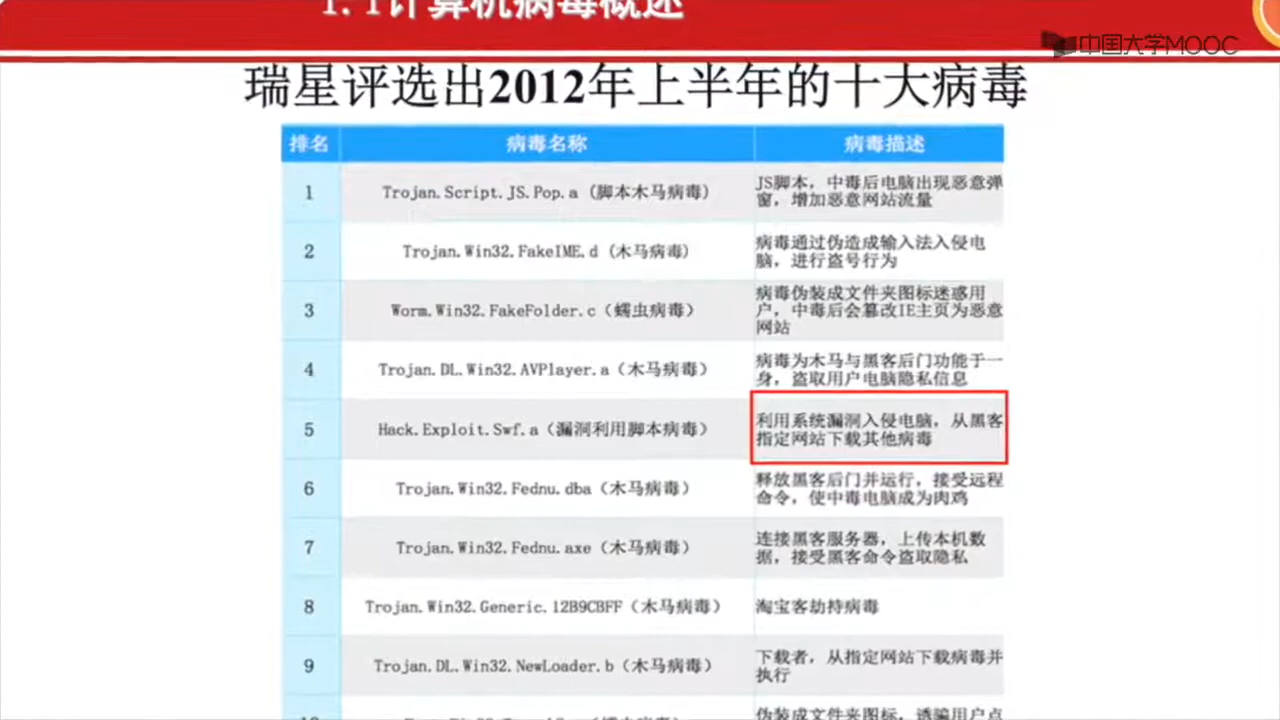 1.1计算机病毒概述
中国大学MOOC
瑞星评选出2012年上半年的十大病毒
排名 病毒名称 病毒描述
1 Trojan.Script.JS.Pop.a (脚本木马病毒) JS脚本，中毒后电脑出现恶意弹
窗，增加恶意网站流量
2 Trojan.Win32.FakeIME.d (木马病毒) 病毒通过伪造成输入法入侵电
脑，进行盗号行为
3 Worm.Win32.FakeFolder.c（蠕虫病毒） 病毒伪装成文件夹图标迷惑用
户，中毒后会篡改IE主页为恶意
网站
4 Trojan.DL.Win32.AVPlayer.a（木马病毒） 病毒为木马与黑客后门功能于一
身，盗取用户电脑隐私信息
5 Hack.Exploit.Swf.a（漏洞利用脚本病毒） 利用系统漏洞入侵电脑，从黑客
指定网站下载其他病毒
6 Trojan.Win32.Fednu.dba（木马病毒） 释放黑客后门并运行，接受远程
命令，使中毒电脑成为肉鸡
7 Trojan.Win32.Fednu.axe（木马病毒） 连接黑客服务器，上传本机数
据，接受黑客命令盗取隐私
8 Trojan.Win32.Generic.12B9CBFF（木马病毒） 淘宝客劫持病毒
9 Trojan.DL.Win32.NewLoader.b（木马病毒） 下载者，从指定网站下载病毒并
执行
伪装成文件夹图标，诱骗用户点